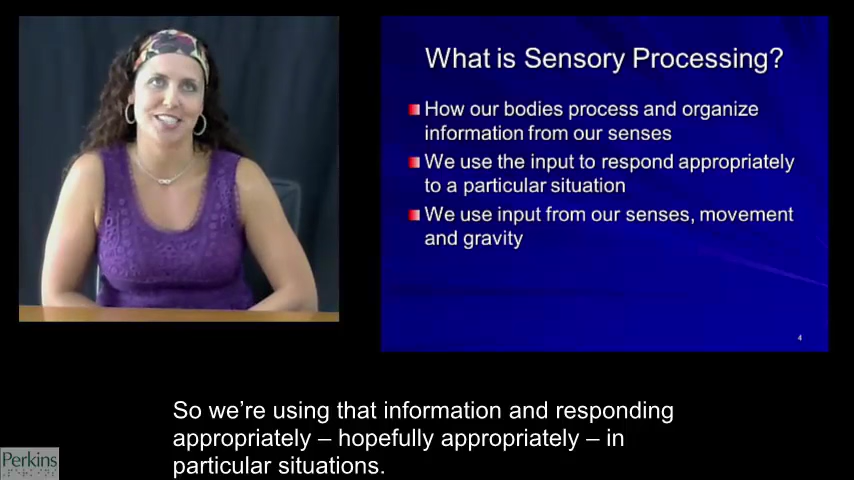 What is Sensory Processing?
How our bodies process and organize
information from our senses
We use the input to respond appropriately
to a particular situation
We use input from our senses, movement
and gravity
4
So we’re using that information and responding
appropriately – hopefully appropriately – in
particular situations.
Perkins